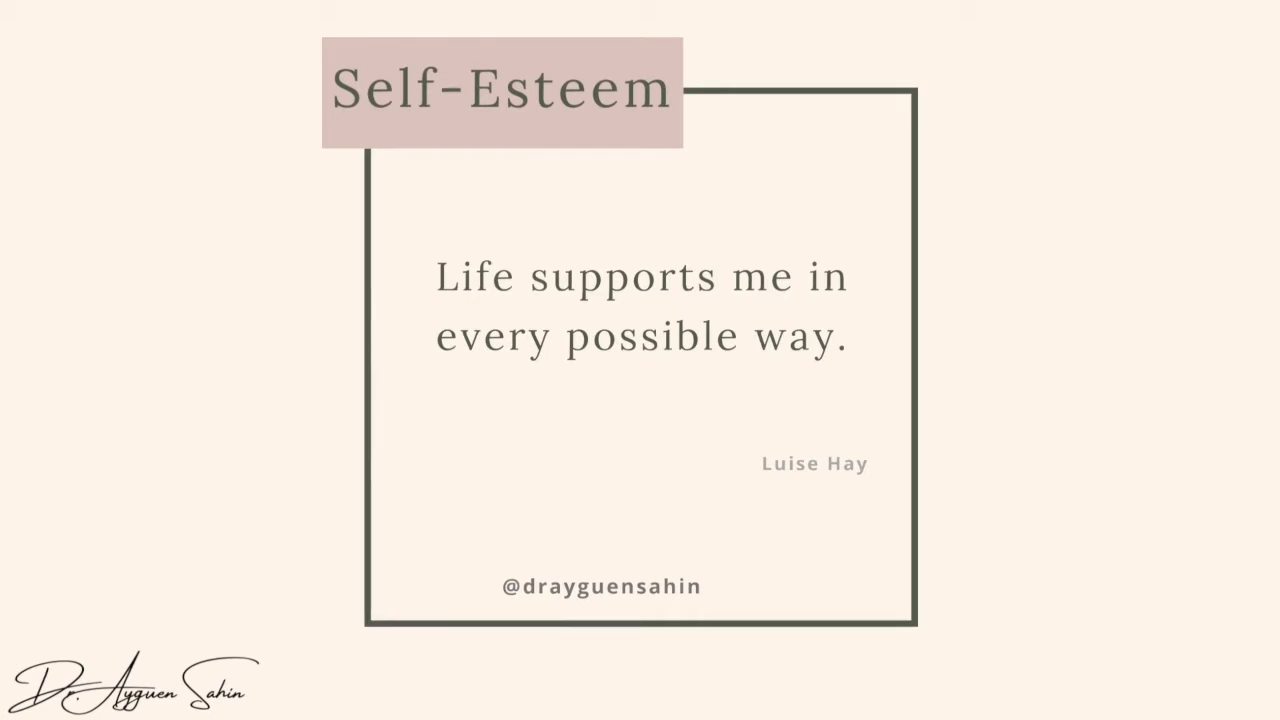 Self-Esteem
Life supports me in
every possible way.
Luise Hay
@drayguensahin
Dr. Ayguen Sahin